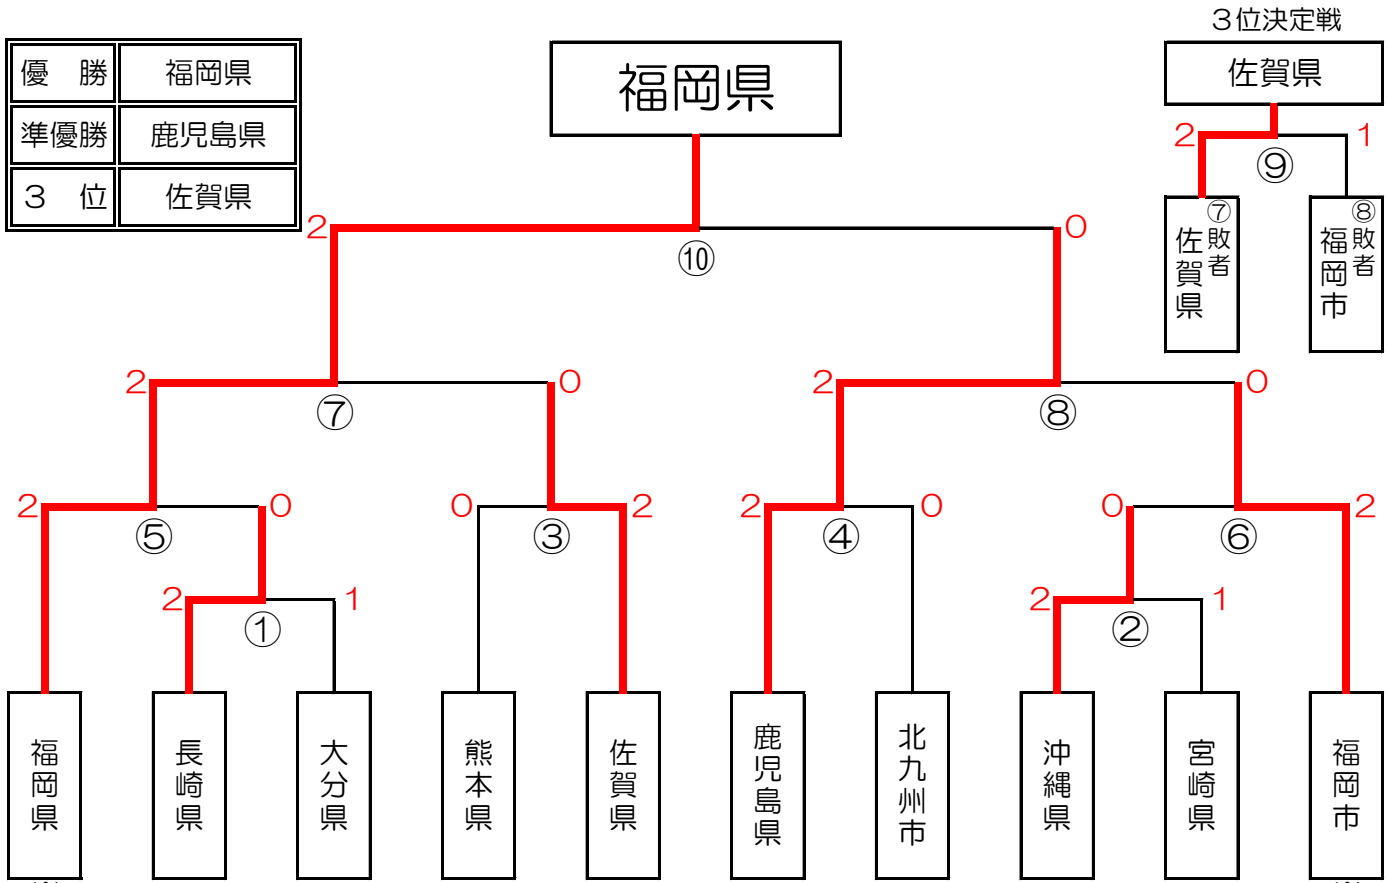 ３位決定戦
優　勝　福岡県
準優勝　鹿児島県
３　位　佐賀県
福岡県
佐賀県
2　1
⑨
⑦敗者
佐賀県
⑧敗者
福岡市
2　0
⑩
2　0　2　0
⑦　⑧
2　0　0　2　2　0　0　2
⑤　③　④　⑥
2　1　2　1
①　②
福岡県
長崎県
大分県
熊本県
佐賀県
鹿児島県
北九州市
沖縄県
宮崎県
福岡市